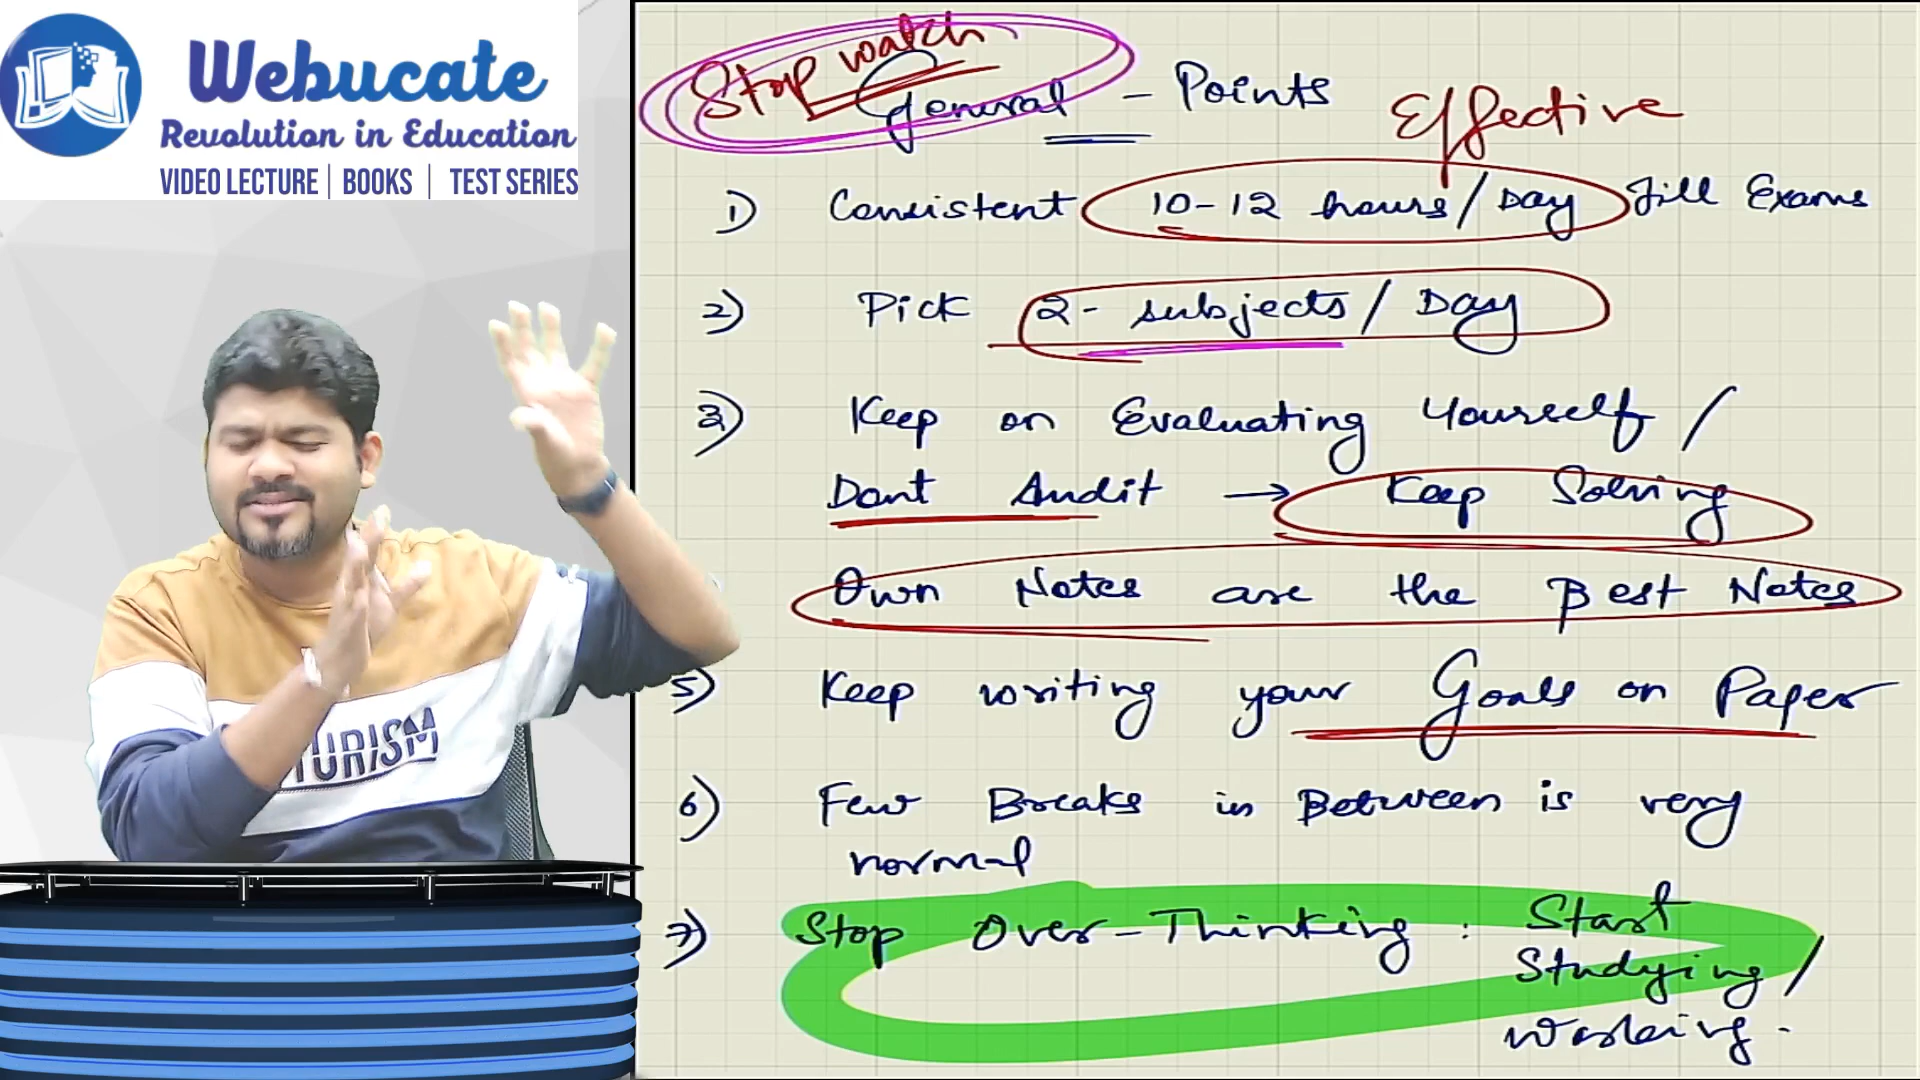 Webucate
Revolution in Education
VIDEO LECTURE | BOOKS | TEST SERIES
Stop watch
General - Points Effective
1) Consistent 10-12 hours/Day Till Exams
2) Pick 2- subjects/Day
3) Keep on Evaluating Yourself/
Dont Audit → Keep Solving
Own Notes are the Best Notes
5) Keep writing your Goals on Paper
6) Few Breaks in Between is very
normal
7) Stop Over-Thinking : Start
Studying/
Working.
TURISM